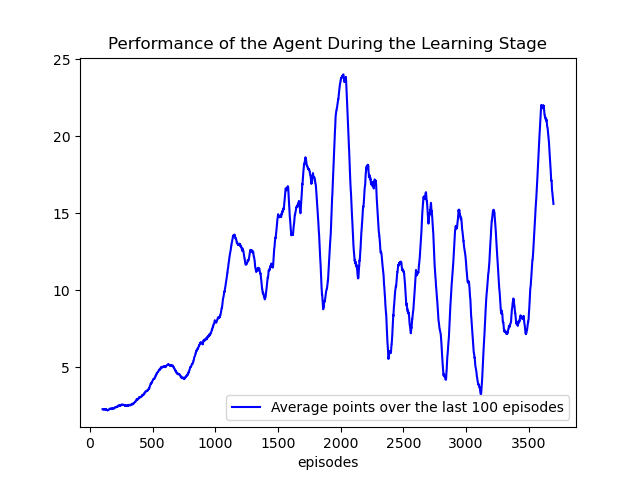 Performance of the Agent During the Learning Stage
25
20
15
10
5
Average points over the last 100 episodes
0 500 1000 1500 2000 2500 3000 3500
episodes